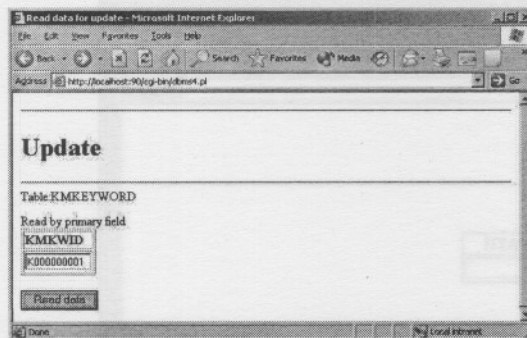 Read data for update - Microsoft Internet Explorer
File Edit View Favorites Tools Help
Back Search Favorites Media
Address http://localhost:90/cgi-bin/dbms4.pl Go
Update
Table:KMKEYWORD
Read by primary field
KMKWID
K000000001
Read data
Done Local intranet